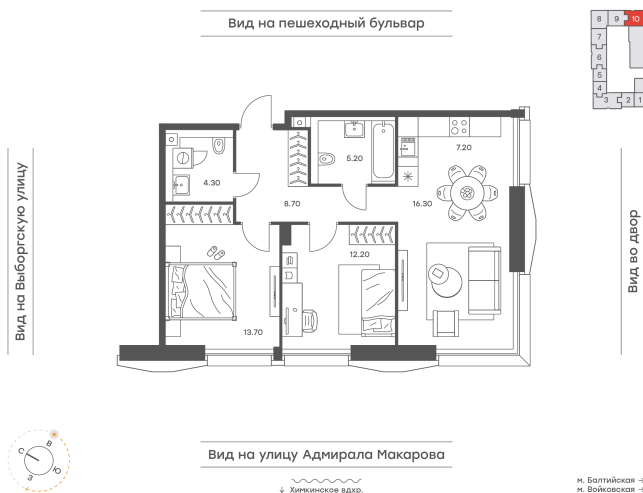 Вид на пешеходный бульвар
8
9
10
7
6
5
4
3
2
1
Вид на Выборгскую улицу
Вид во двор
7.20
5.20
4.30
8.70
16.30
12.20
13.70
Вид на улицу Адмирала Макарова
С
В
Ю
З
↓ Химкинское вдхр.
м. Балтийская
м. Войковская